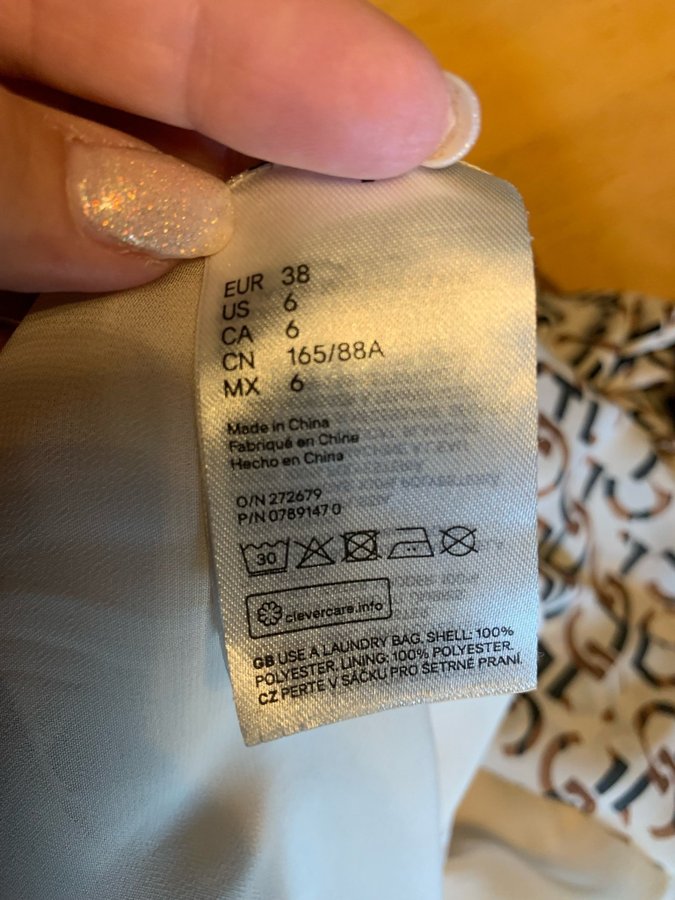 EUR 38
US 6
CA 6
CN 165/88A
MX 6
Made in China
Fabriqué en Chine
Hecho en China
O/N 272679
P/N 0789147 0
30
clevercare.info
GB USE A LAUNDRY BAG. SHELL: 100%
POLYESTER. LINING: 100% POLYESTER.
CZ PERTE V SÁČKU PRO ŠETRNÉ PRANÍ.